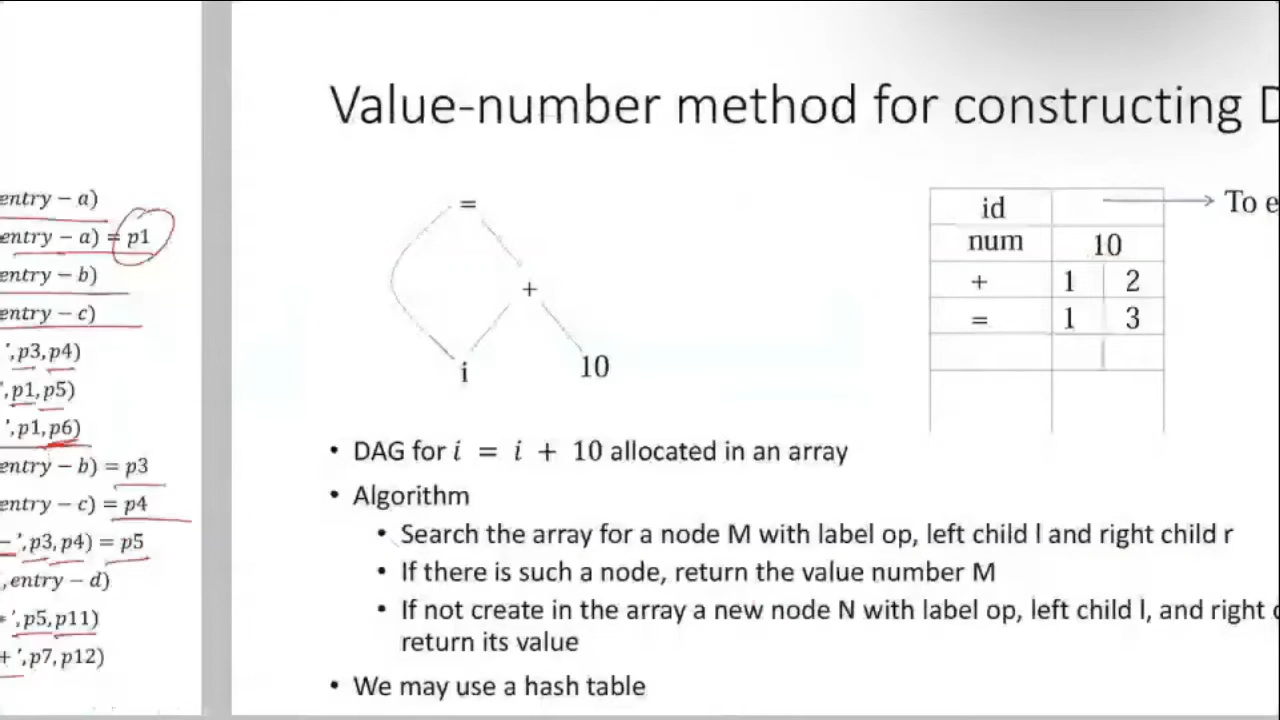 entry − a)
entry − a) = p1
entry − b)
entry − c)
',p3,p4)
',p1,p5)
',p1,p6)
entry − b) = p3
entry − c) = p4
− ',p3,p4) = p5
',entry − d)
',p5,p11)
+ ',p7,p12)
Value-number method for constructing D
=
+
i
10
id
To e
num 10
+ 1 2
= 1 3
• DAG for i = i + 10 allocated in an array
• Algorithm
• Search the array for a node M with label op, left child l and right child r
• If there is such a node, return the value number M
• If not create in the array a new node N with label op, left child l, and right
return its value
• We may use a hash table